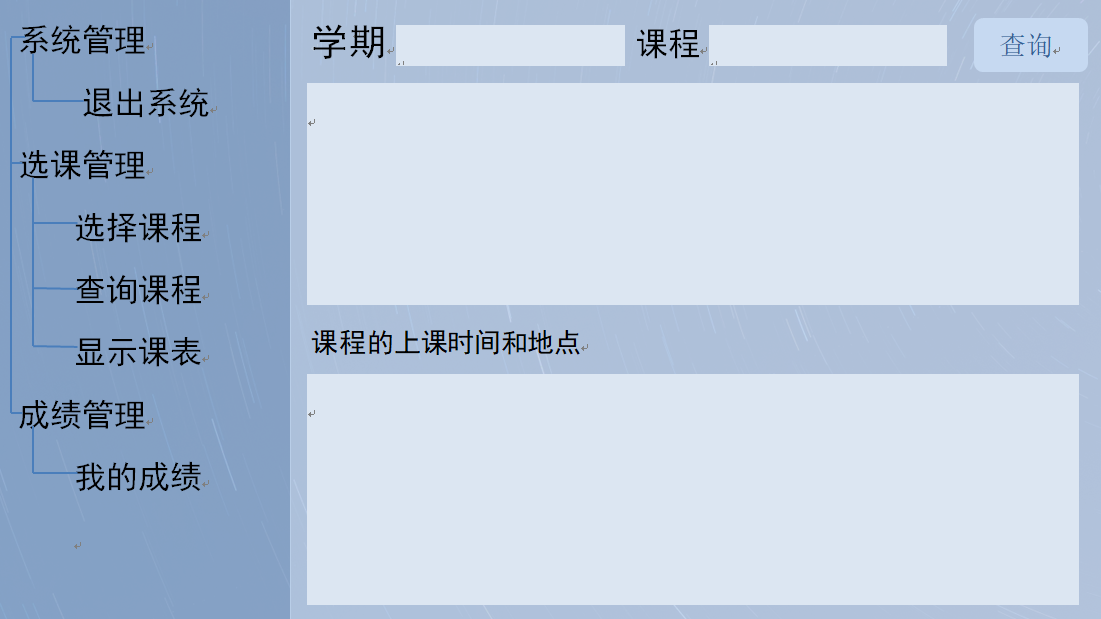 系统管理
退出系统
选课管理
选择课程
查询课程
显示课表
成绩管理
我的成绩
学期 课程 查询
课程的上课时间和地点